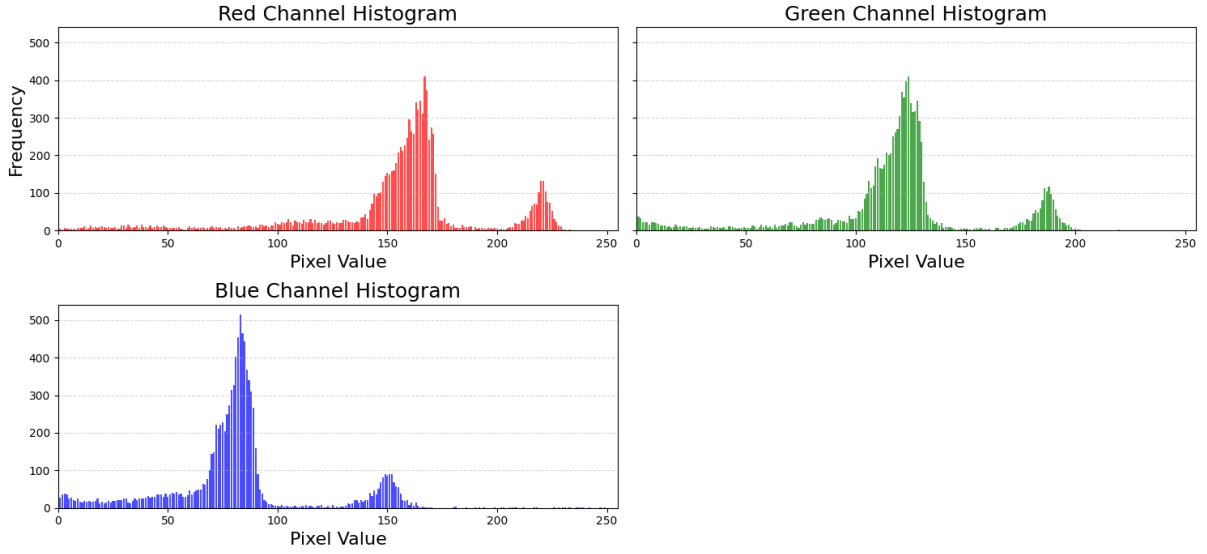 Red Channel Histogram
Green Channel Histogram
500
400
300
200
100
0
Frequency
0 50 100 150 200 250
0 50 100 150 200 250
Pixel Value
Pixel Value
Blue Channel Histogram
500
400
300
200
100
0
0 50 100 150 200 250
Pixel Value